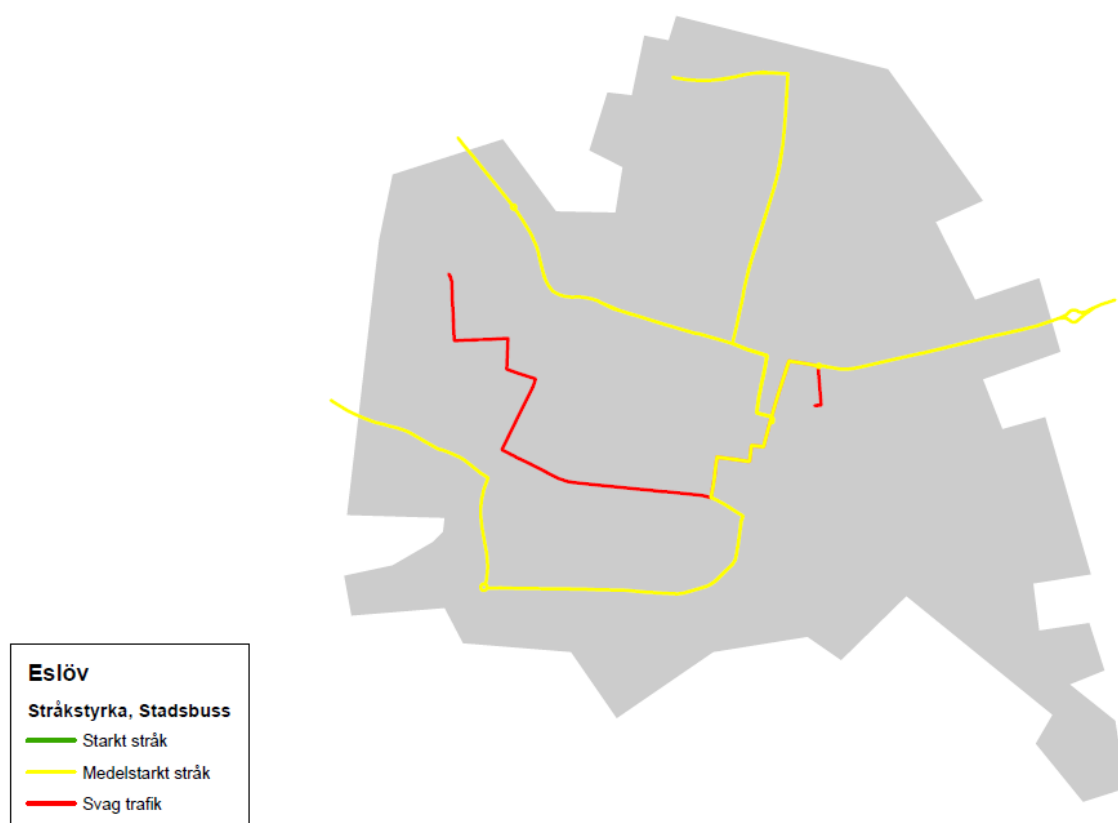 Eslöv
Stråkstyrka, Stadsbuss
Starkt stråk
Medelstarkt stråk
Svag trafik